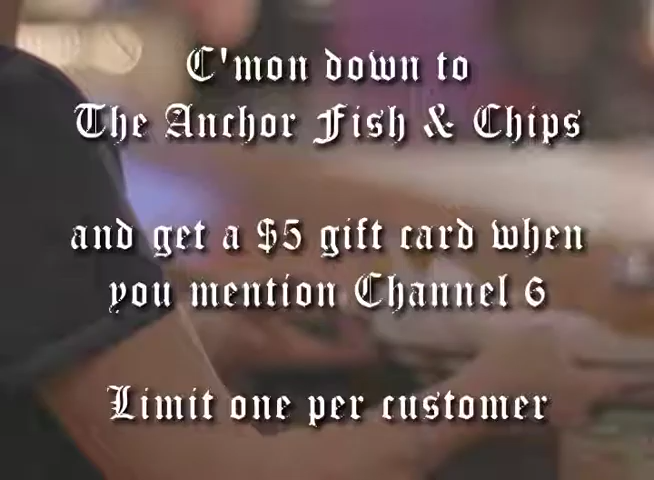 C'mon down to
The Anchor Fish & Chips
and get a $5 gift card when
you mention Channel 6
Limit one per customer